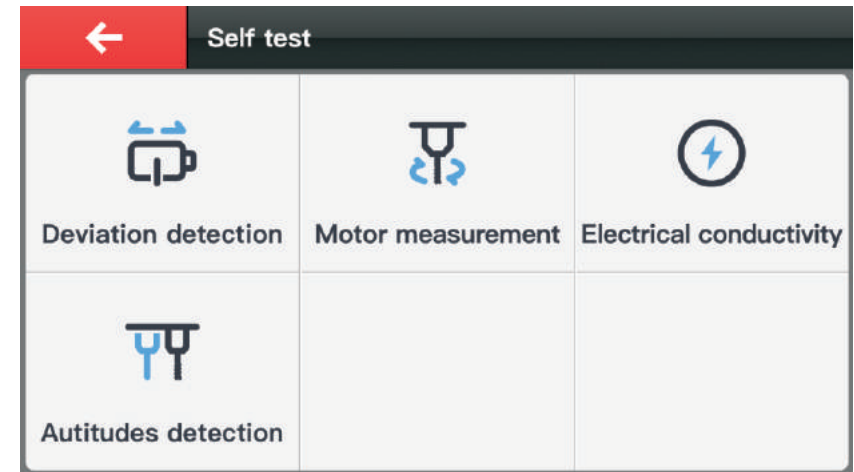 Self test
Deviation detection
Motor measurement
Electrical conductivity
Autitudes detection